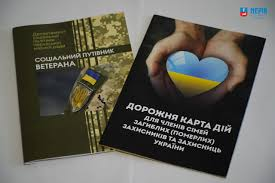 СОЦІАЛЬНИЙ ПУТІВНИК
ВЕТЕРАНА
ДОРОЖНЯ КАРТА ДІЙ
ДЛЯ ЧЛЕНІВ СІМЕЙ
ЗАГИБЛИХ (ПОМЕРЛИХ)
ЗАХИСНИКІВ ТА ЗАХИСНИЦЬ
УКРАЇНИ